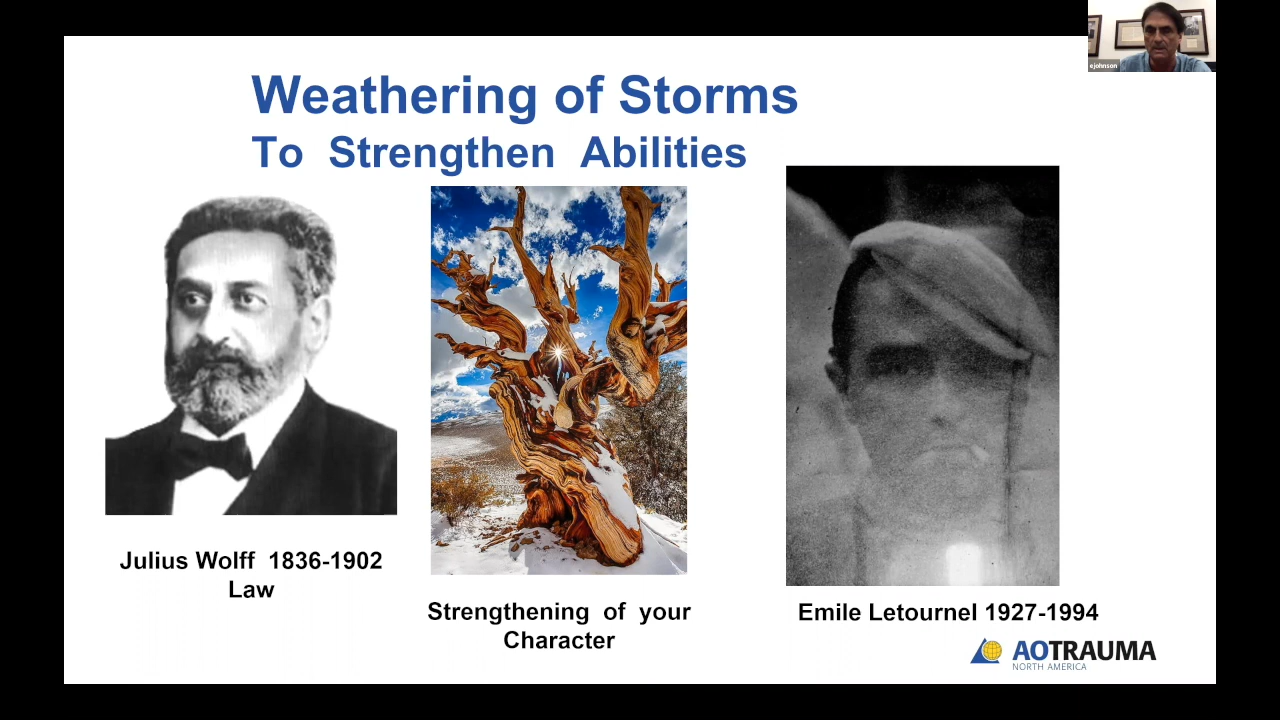 ejohnson
Weathering of Storms
To Strengthen Abilities
Julius Wolff 1836-1902
Law
Strengthening of your
Character
Emile Letournel 1927-1994
AOTRAUMA
NORTH AMERICA